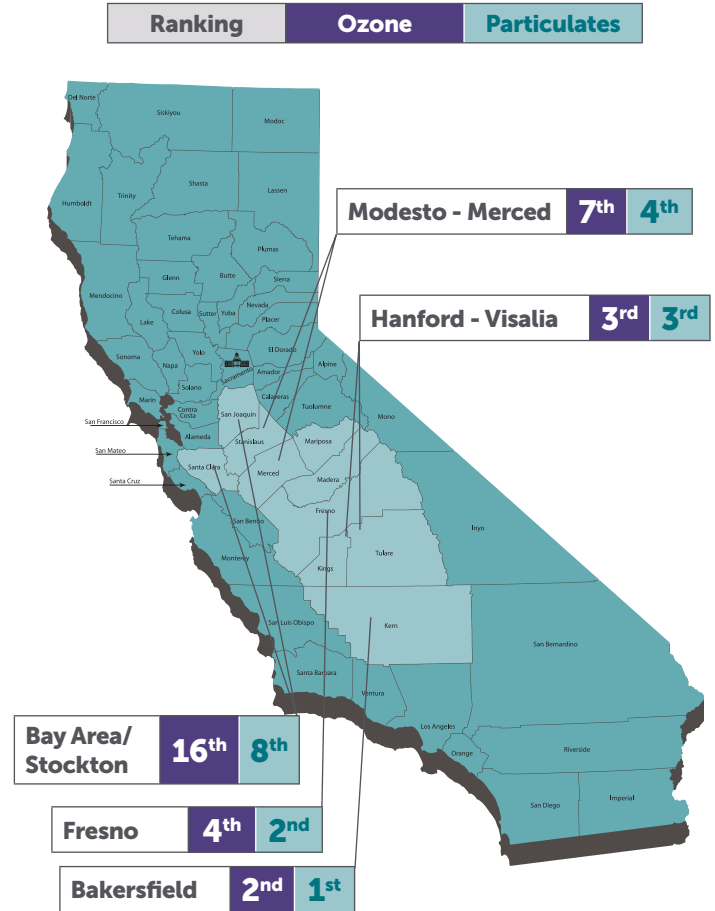 Ranking Ozone Particulates
Del Norte
Siskiyou
Modoc
Humboldt
Trinity
Shasta
Lassen
Modesto - Merced 7th 4th
Tehama
Plumas
Mendocino
Glenn
Butte
Sierra
Lake
Colusa
Sutter
Yuba
Nevada
Placer
Hanford - Visalia 3rd 3rd
Sonoma
Napa
Yolo
Sacramento
El Dorado
Amador
Alpine
Marin
Solano
Calaveras
Contra
Costa
San Joaquin
Tuolumne
Mono
San Francisco
Alameda
Stanislaus
Mariposa
San Mateo
Santa Clara
Merced
Madera
Santa Cruz
Fresno
San Benito
Inyo
Monterey
Kings
Tulare
San Luis Obispo
Kern
San Bernardino
Santa Barbara
Ventura
Los Angeles
Orange
Riverside
San Diego
Imperial
Bay Area/
Stockton 16th 8th
Fresno 4th 2nd
Bakersfield 2nd 1st